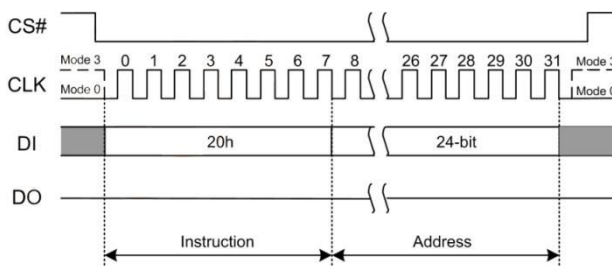 CS#
Mode 3 0 1 2 3 4 5 6 7 8 26 27 28 29 30 31 Mode 3
CLK
Mode 0 Mode 0
DI 20h 24-bit
DO
Instruction Address